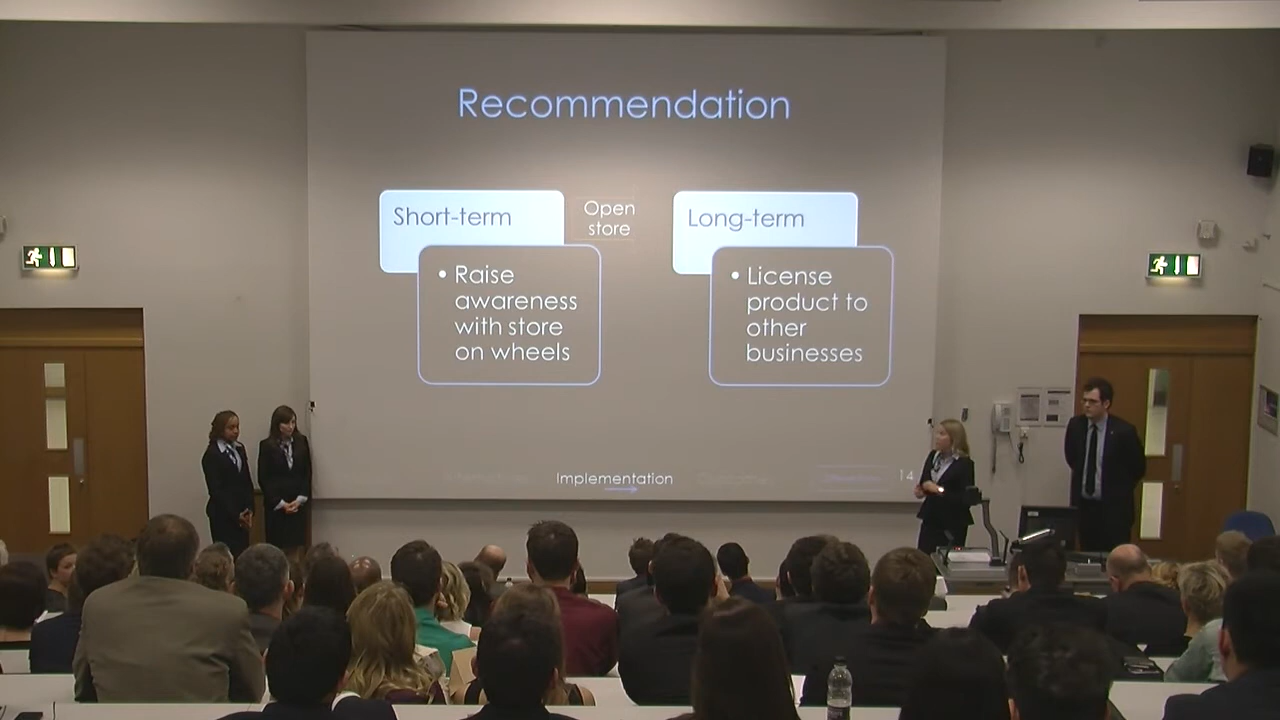 Recommendation
Short-term
Open
store
Long-term
• Raise
awareness
with store
on wheels
• License
product to
other
businesses
Implementation
14